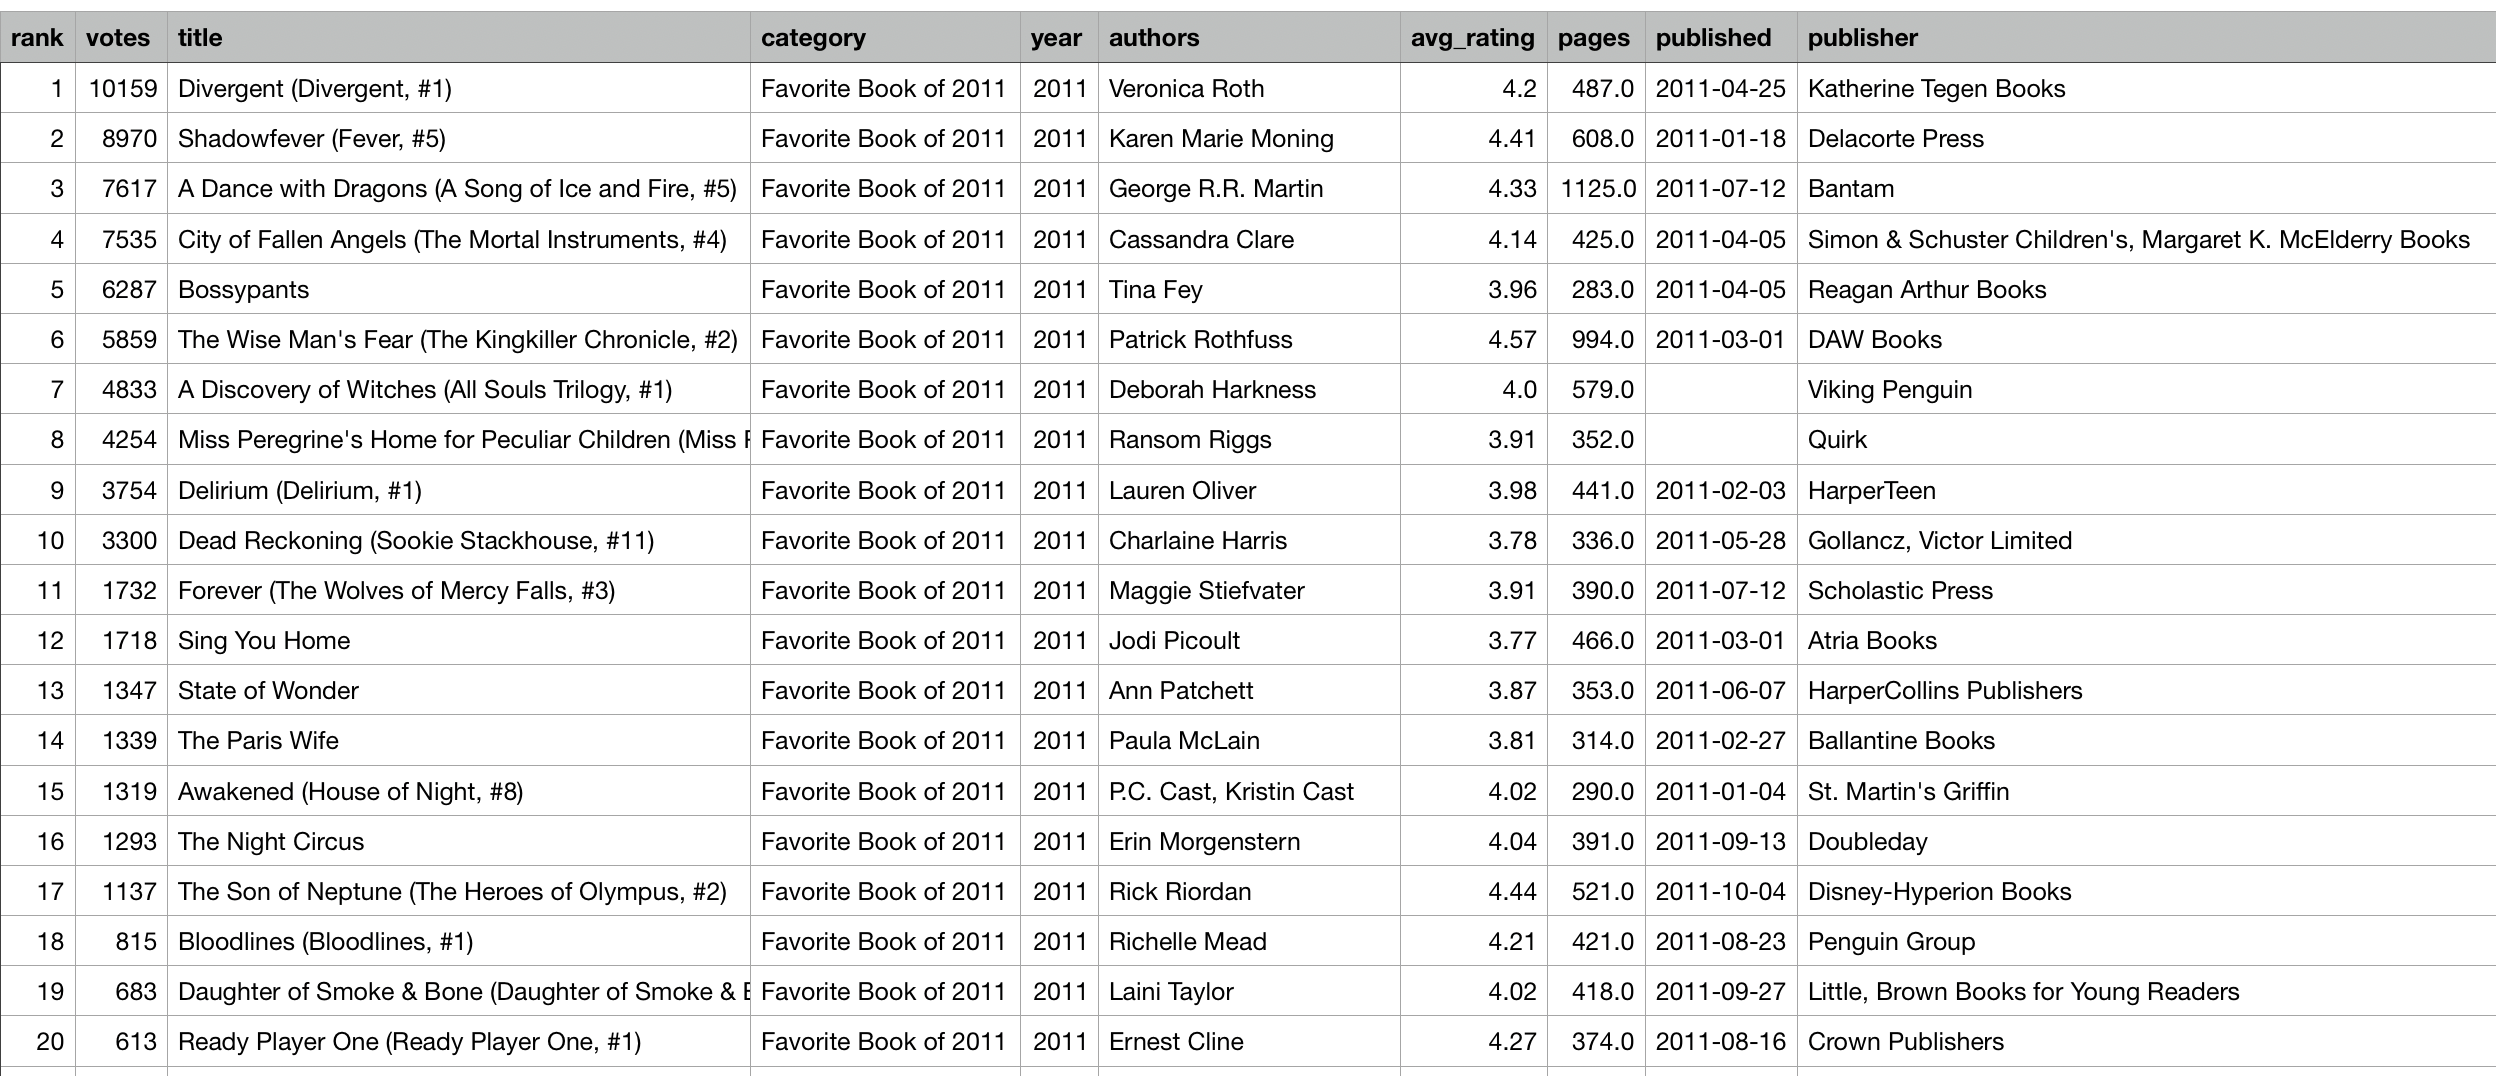 rank votes title category year authors avg_rating pages published publisher
1 10159 Divergent (Divergent, #1) Favorite Book of 2011 2011 Veronica Roth 4.2 487.0 2011-04-25 Katherine Tegen Books
2 8970 Shadowfever (Fever, #5) Favorite Book of 2011 2011 Karen Marie Moning 4.41 608.0 2011-01-18 Delacorte Press
3 7617 A Dance with Dragons (A Song of Ice and Fire, #5) Favorite Book of 2011 2011 George R.R. Martin 4.33 1125.0 2011-07-12 Bantam
4 7535 City of Fallen Angels (The Mortal Instruments, #4) Favorite Book of 2011 2011 Cassandra Clare 4.14 425.0 2011-04-05 Simon & Schuster Children's, Margaret K. McElderry Books
5 6287 Bossypants Favorite Book of 2011 2011 Tina Fey 3.96 283.0 2011-04-05 Reagan Arthur Books
6 5859 The Wise Man's Fear (The Kingkiller Chronicle, #2) Favorite Book of 2011 2011 Patrick Rothfuss 4.57 994.0 2011-03-01 DAW Books
7 4833 A Discovery of Witches (All Souls Trilogy, #1) Favorite Book of 2011 2011 Deborah Harkness 4.0 579.0 Viking Penguin
8 4254 Miss Peregrine's Home for Peculiar Children (Miss Favorite Book of 2011 2011 Ransom Riggs 3.91 352.0 Quirk
9 3754 Delirium (Delirium, #1) Favorite Book of 2011 2011 Lauren Oliver 3.98 441.0 2011-02-03 HarperTeen
10 3300 Dead Reckoning (Sookie Stackhouse, #11) Favorite Book of 2011 2011 Charlaine Harris 3.78 336.0 2011-05-28 Gollancz, Victor Limited
11 1732 Forever (The Wolves of Mercy Falls, #3) Favorite Book of 2011 2011 Maggie Stiefvater 3.91 390.0 2011-07-12 Scholastic Press
12 1718 Sing You Home Favorite Book of 2011 2011 Jodi Picoult 3.77 466.0 2011-03-01 Atria Books
13 1347 State of Wonder Favorite Book of 2011 2011 Ann Patchett 3.87 353.0 2011-06-07 HarperCollins Publishers
14 1339 The Paris Wife Favorite Book of 2011 2011 Paula McLain 3.81 314.0 2011-02-27 Ballantine Books
15 1319 Awakened (House of Night, #8) Favorite Book of 2011 2011 P.C. Cast, Kristin Cast 4.02 290.0 2011-01-04 St. Martin's Griffin
16 1293 The Night Circus Favorite Book of 2011 2011 Erin Morgenstern 4.04 391.0 2011-09-13 Doubleday
17 1137 The Son of Neptune (The Heroes of Olympus, #2) Favorite Book of 2011 2011 Rick Riordan 4.44 521.0 2011-10-04 Disney-Hyperion Books
18 815 Bloodlines (Bloodlines, #1) Favorite Book of 2011 2011 Richelle Mead 4.21 421.0 2011-08-23 Penguin Group
19 683 Daughter of Smoke & Bone (Daughter of Smoke & Favorite Book of 2011 2011 Laini Taylor 4.02 418.0 2011-09-27 Little, Brown Books for Young Readers
20 613 Ready Player One (Ready Player One, #1) Favorite Book of 2011 2011 Ernest Cline 4.27 374.0 2011-08-16 Crown Publishers